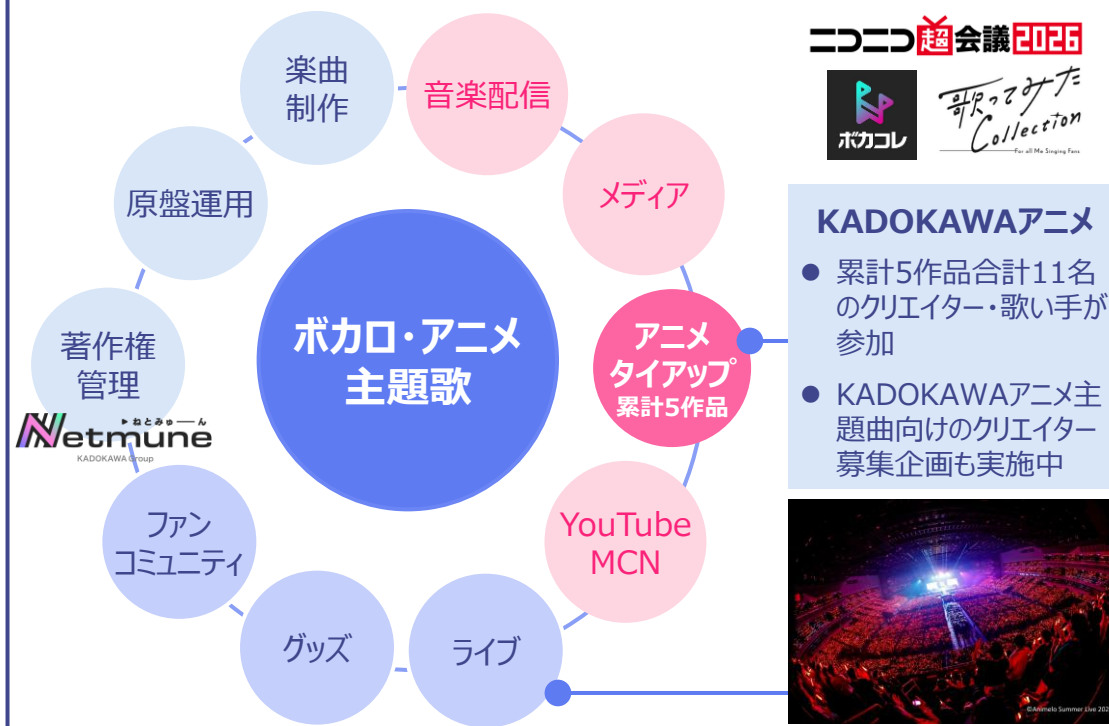 ニコニコ超会議2026
ボカコレ
歌ってみた
Collection
For all Me Singing Fans
楽曲
制作
音楽配信
メディア
アニメ
タイアップ
累計5作品
YouTube
MCN
ライブ
グッズ
ファン
コミュニティ
著作権
管理
▶ねとみゅーん
Netmune
KADOKAWA Group
原盤運用
ボカロ・アニメ
主題歌
KADOKAWAアニメ
● 累計5作品合計11名
のクリエイター・歌い手が
参加
● KADOKAWAアニメ主
題曲向けのクリエイター
募集企画も実施中
©Animelo Summer Live 202